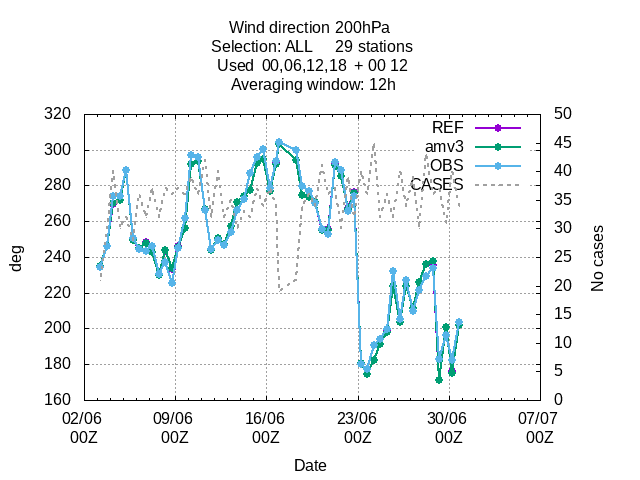 Wind direction 200hPa
Selection: ALL 29 stations
Used 00,06,12,18 + 00 12
Averaging window: 12h
320
300
280
260
240
220
200
180
160
50
45
40
35
30
25
20
15
10
5
0
REF
amv3
OBS
CASES
deg
No cases
02/06 09/06 16/06 23/06 30/06 07/07
00Z 00Z 00Z 00Z 00Z 00Z
Date